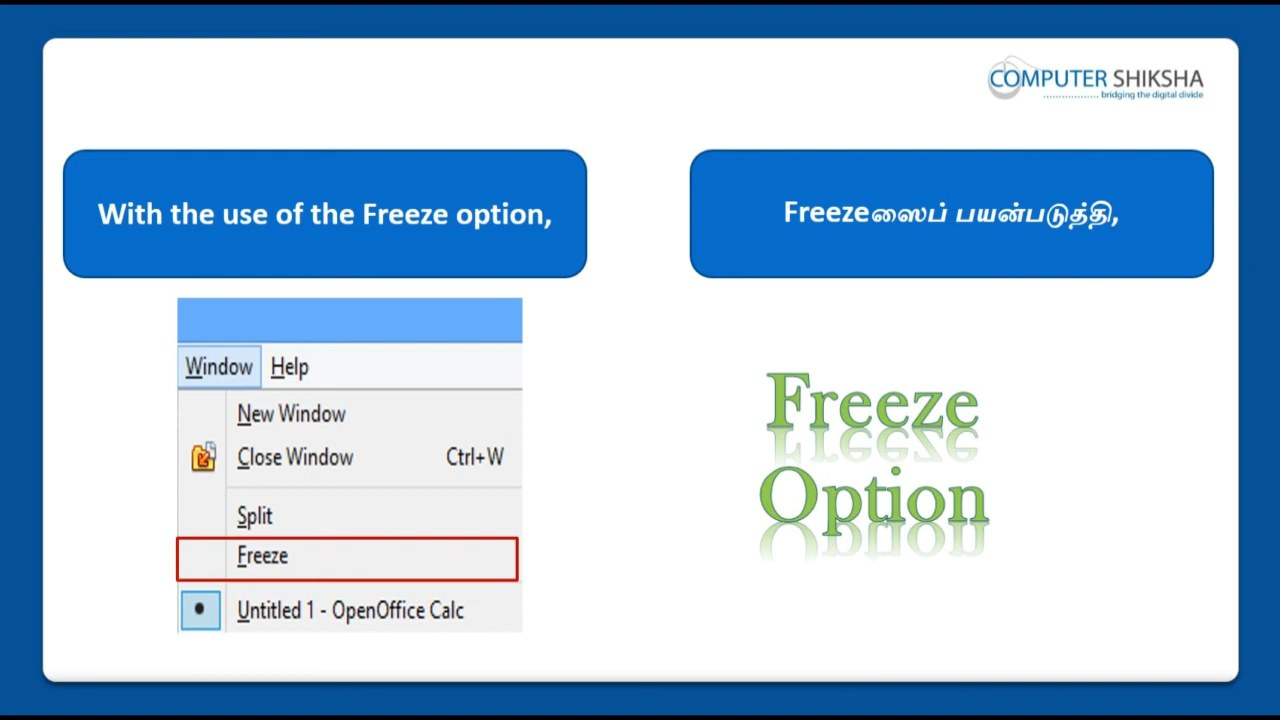 COMPUTER SHIKSHA
bridging the digital divide
With the use of the Freeze option,
Freezeஸைப் பயன்படுத்தி,
Window Help
New Window
Close Window Ctrl+W
Split
Freeze
Untitled 1 - OpenOffice Calc
Freeze
Option